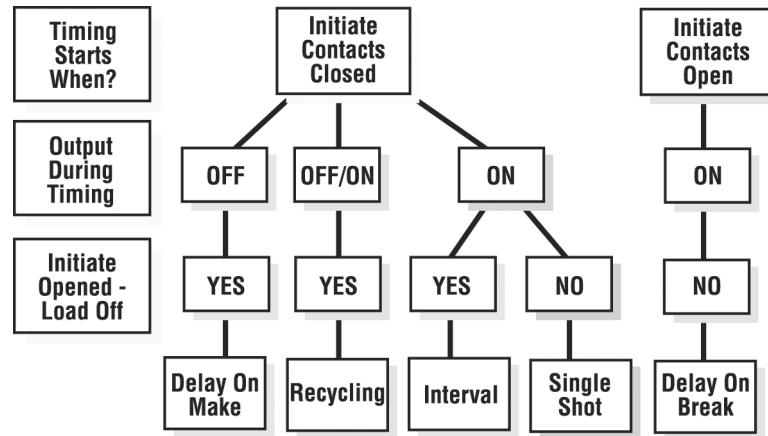 Timing
Starts
When?
Initiate
Contacts
Closed
Initiate
Contacts
Open
Output
During
Timing
OFF
OFF/ON
ON
ON
Initiate
Opened -
Load Off
YES
YES
YES
NO
NO
Delay On
Make
Recycling
Interval
Single
Shot
Delay On
Break